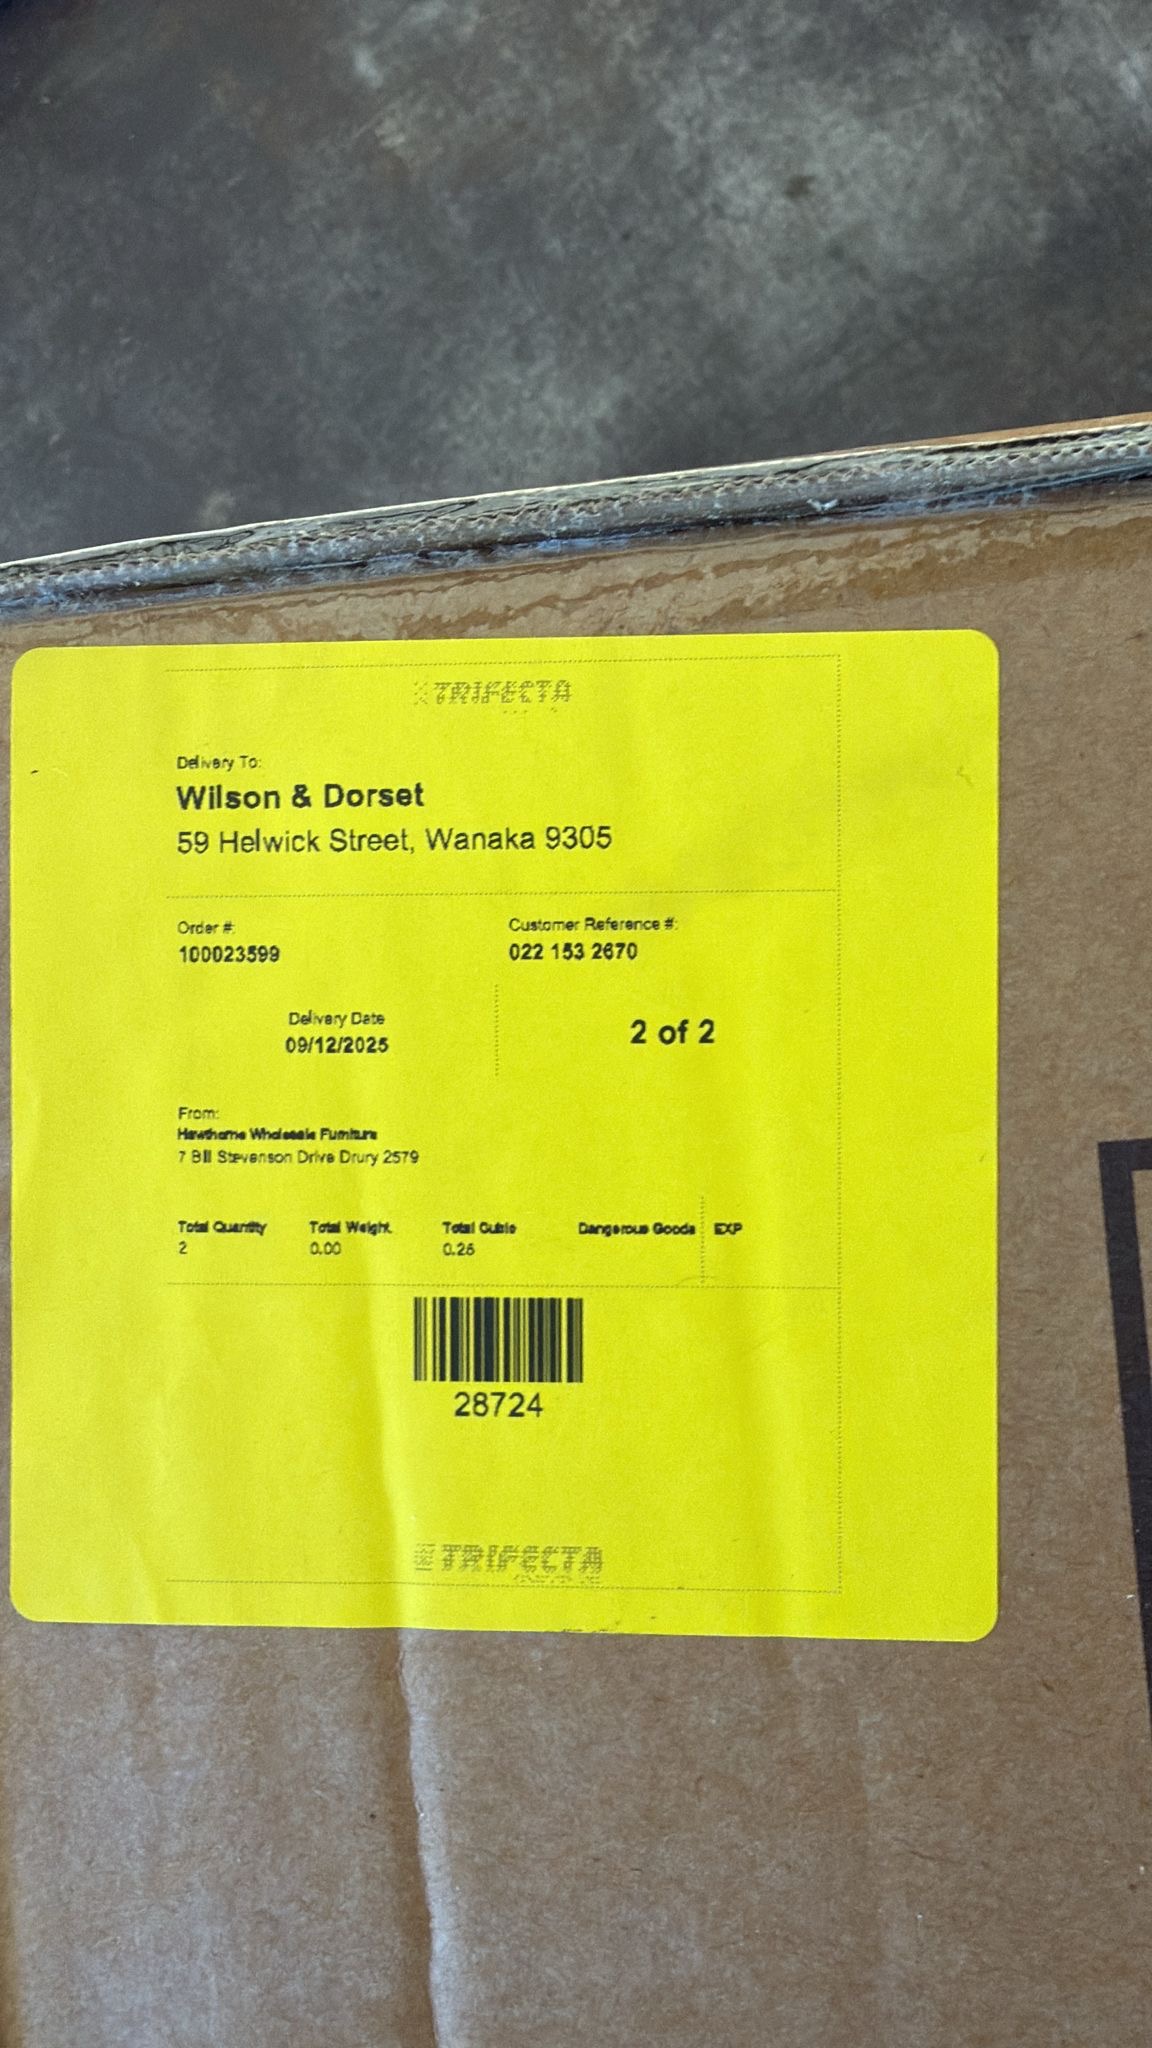 TRIFECTA
Delivery To:
Wilson & Dorset
59 Helwick Street, Wanaka 9305
Order #: Customer Reference #:
100023599 022 153 2670
Delivery Date
09/12/2025 2 of 2
From:
Hawthorne Wholesale Furniture
7 Bill Stevenson Drive Drury 2579
Total Quantity Total Weight Total Cubic Dangerous Goods EXP
2 0.00 0.26
28724
TRIFECTA